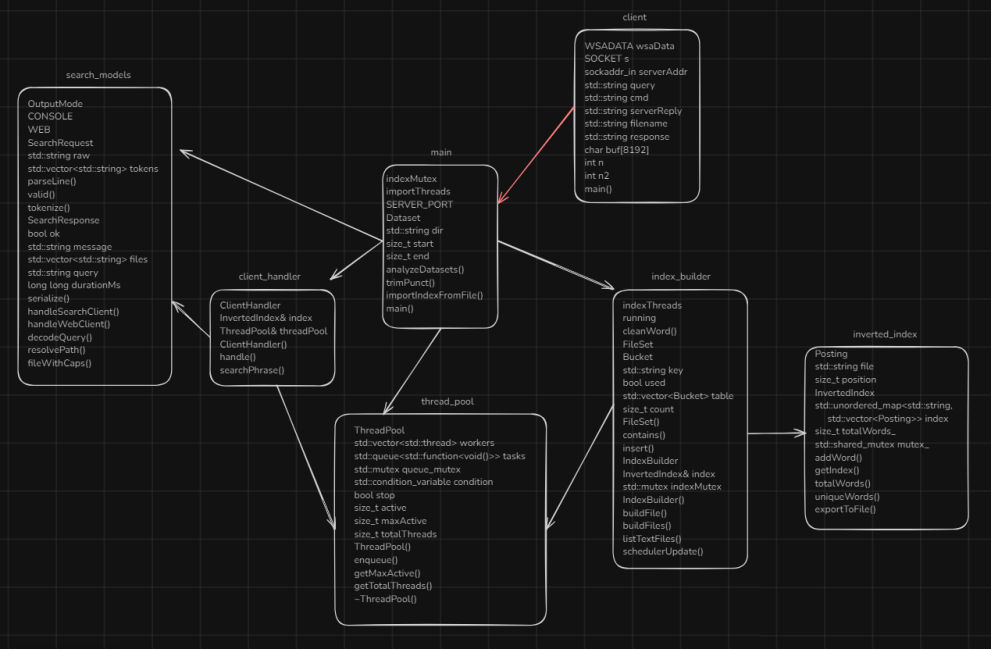 client
WSADATA wsaData
SOCKET s
sockaddr_in serverAddr
std::string query
std::string cmd
std::string serverReply
std::string filename
std::string response
char buf[8192]
int n
int n2
main()
search_models
OutputMode
CONSOLE
WEB
SearchRequest
std::string raw
std::vector<std::string> tokens
parseLine()
valid()
tokenize()
SearchResponse
bool ok
std::string message
std::vector<std::string> files
std::string query
long long durationMs
serialize()
handleSearchClient()
handleWebClient()
decodeQuery()
resolvePath()
fileWithCaps()
main
indexMutex
importThreads
SERVER_PORT
Dataset
std::string dir
size_t start
size_t end
analyzeDatasets()
trimPunct()
importIndexFromFile()
main()
client_handler
ClientHandler
InvertedIndex& index
ThreadPool& threadPool
ClientHandler()
handle()
searchPhrase()
index_builder
indexThreads
running
cleanWord()
FileSet
Bucket
std::string key
bool used
std::vector<Bucket> table
size_t count
FileSet()
contains()
insert()
IndexBuilder
InvertedIndex& index
std::mutex indexMutex
IndexBuilder()
buildFile()
buildFiles()
listTextFiles()
schedulerUpdate()
inverted_index
Posting
std::string file
size_t position
InvertedIndex
std::unordered_map<std::string,
std::vector<Posting>> index
size_t totalWords_
std::shared_mutex mutex_
addWord()
getIndex()
totalWords()
uniqueWords()
exportToFile()
thread_pool
ThreadPool
std::vector<std::thread> workers
std::queue<std::function<void()>> tasks
std::mutex queue_mutex
std::condition_variable condition
bool stop
size_t active
size_t maxActive
size_t totalThreads
ThreadPool()
enqueue()
getMaxActive()
getTotalThreads()
~ThreadPool()